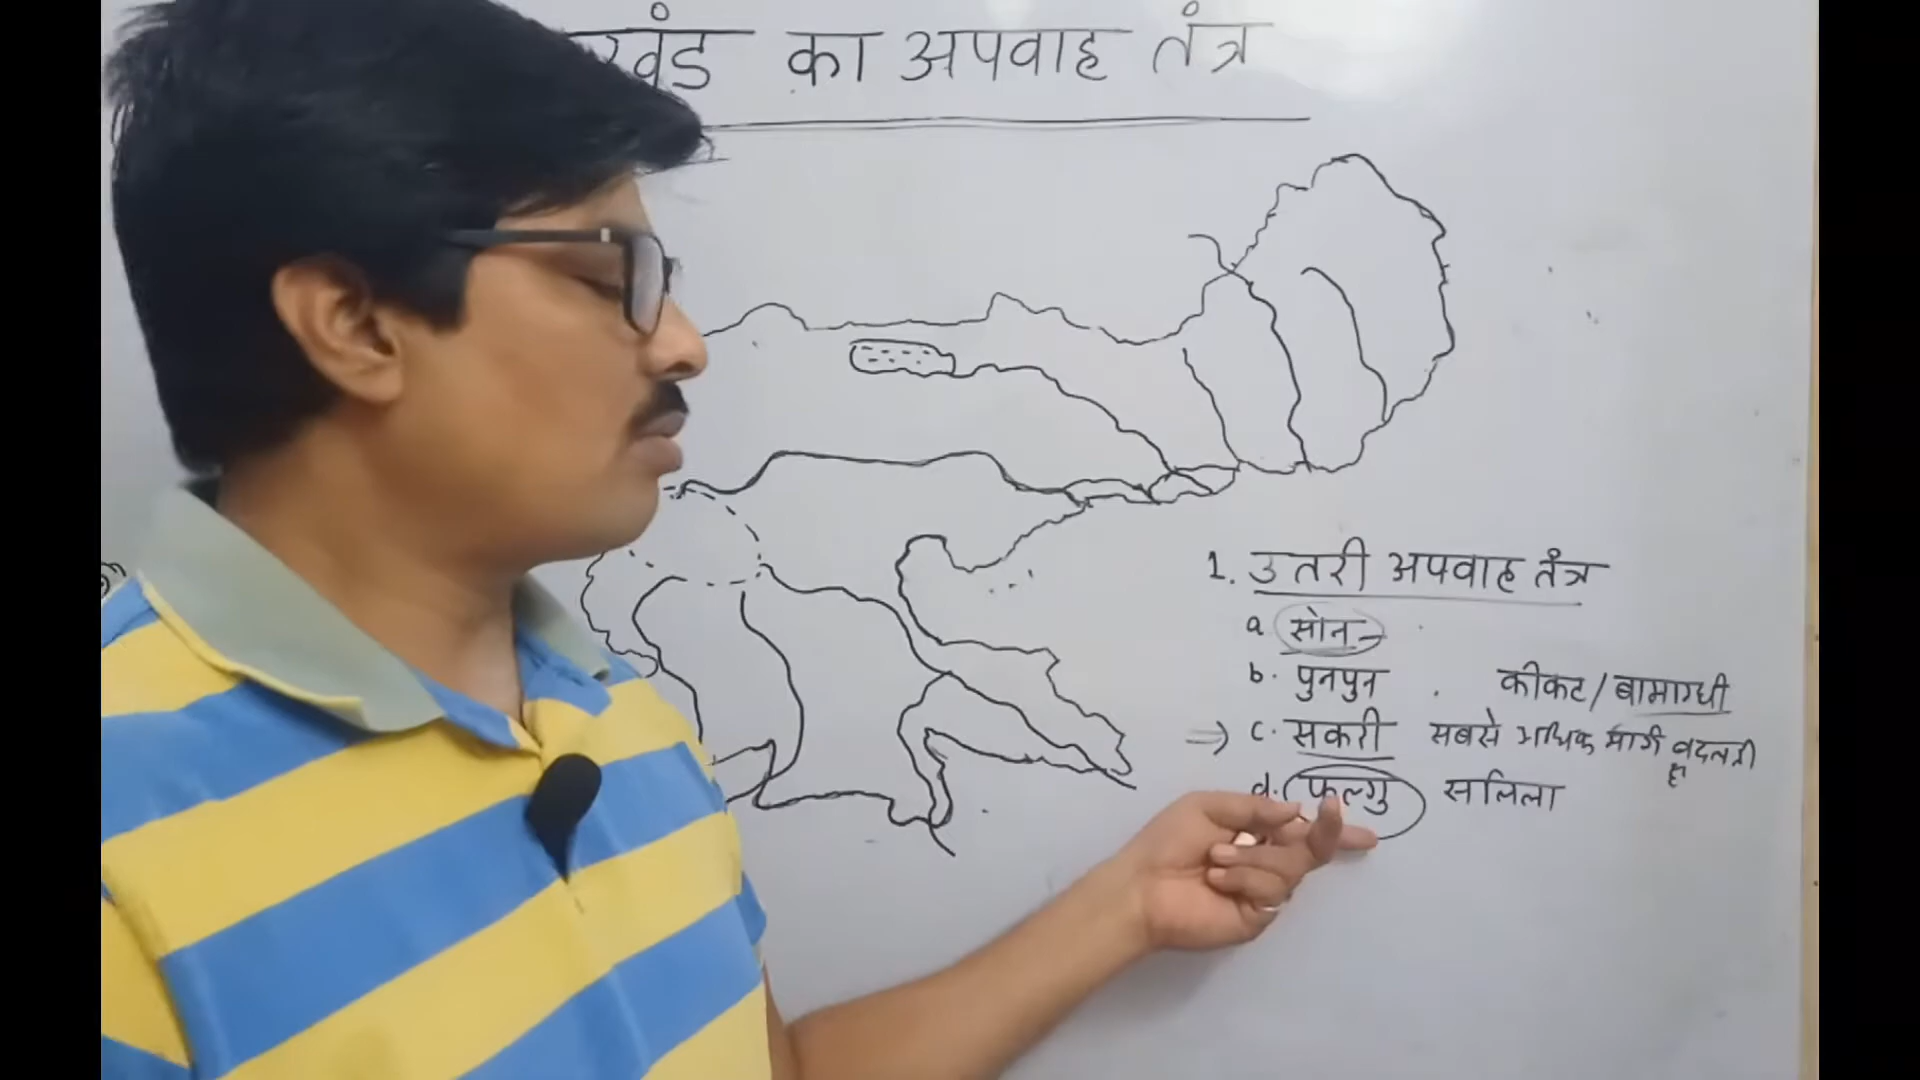 खंड का अपवाह तंत्र
1. उतरी अपवाह तंत्र
a सोन
b. पुनपुन कीकट/बामागधी
=> c. सकरी सबसे अधिक मार्ग बदलती है
d. फल्गु सलिला